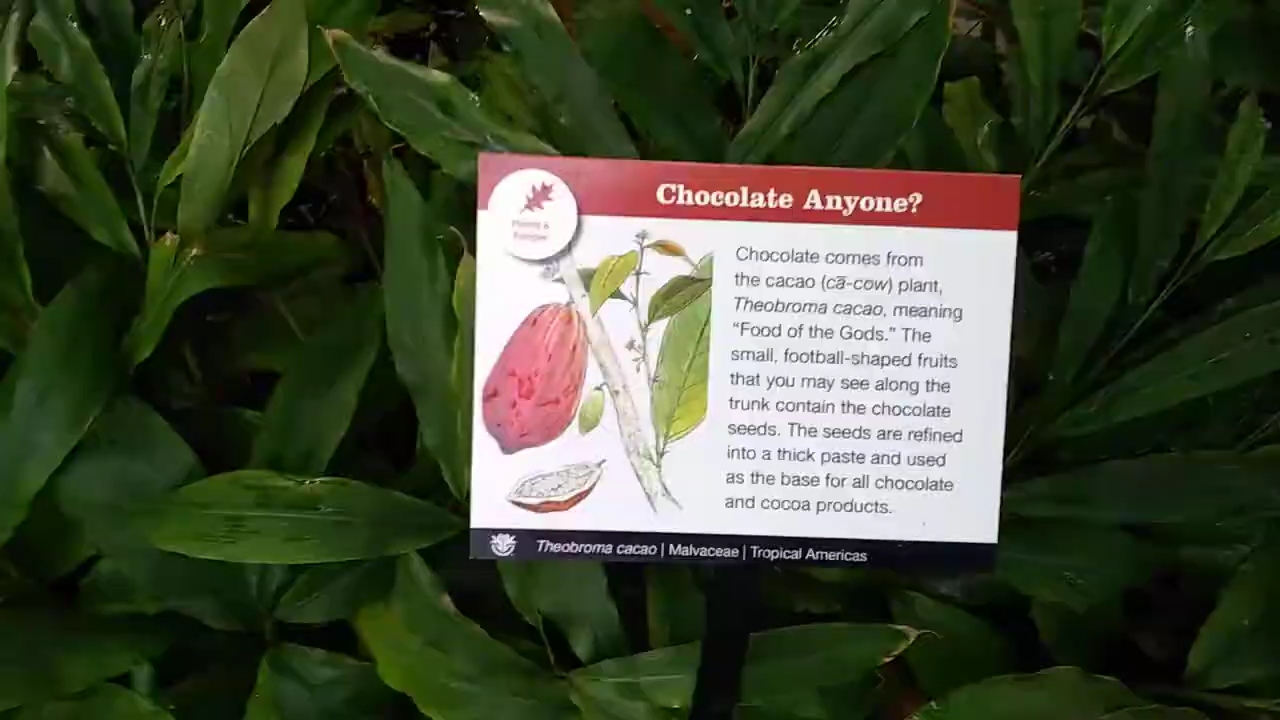 Chocolate Anyone?
Chocolate comes from
the cacao (cā-cow) plant,
Theobroma cacao, meaning
“Food of the Gods.” The
small, football-shaped fruits
that you may see along the
trunk contain the chocolate
seeds. The seeds are refined
into a thick paste and used
as the base for all chocolate
and cocoa products.
Theobroma cacao | Malvaceae | Tropical Americas